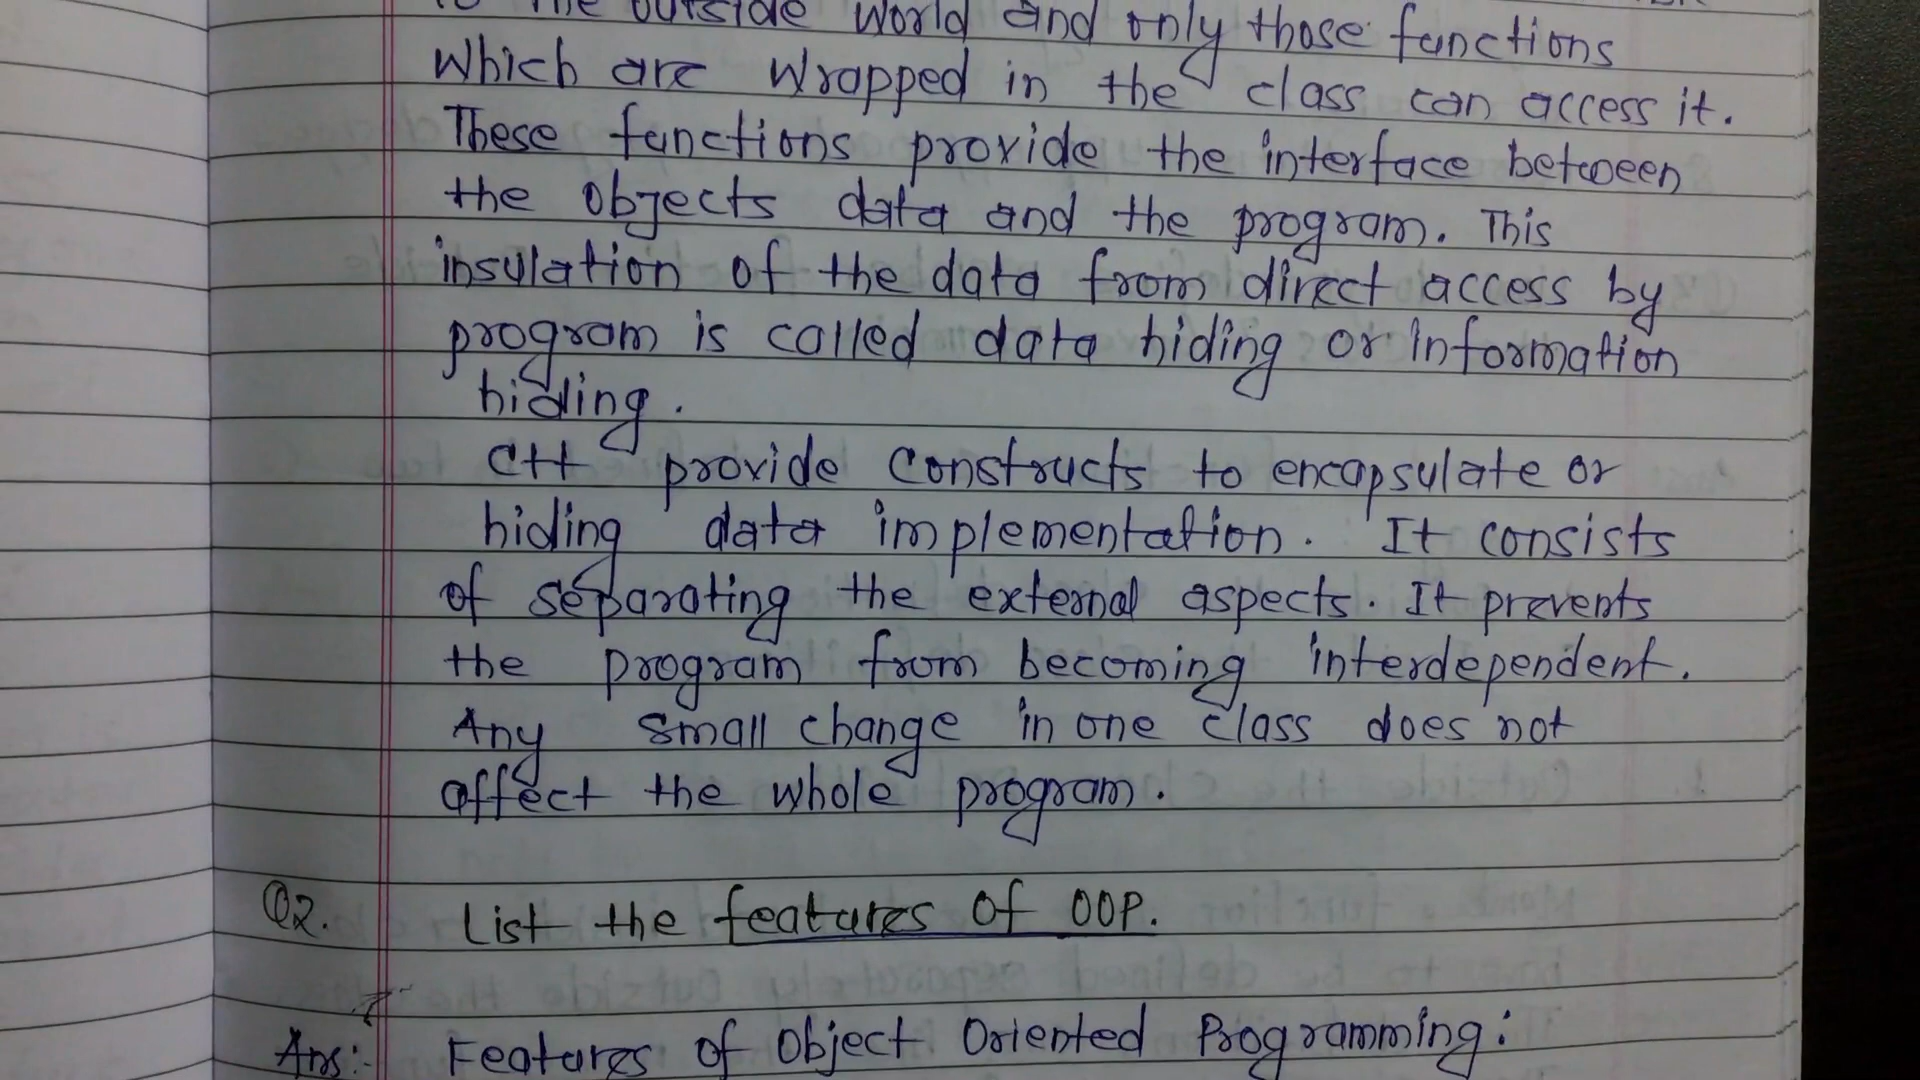 to the outside world and only those functions
which are wrapped in the class can access it.
These functions provide the interface between
the objects data and the program. This
insulation of the data from direct access by
program is called data hiding or information
hiding.
C++ provide constructs to encapsulate or
hiding data implementation. It consists
of separating the external aspects. It prevents
the program from becoming interdependent.
Any small change in one class does not
affect the whole program.
Q2. List the features of OOP.
Ans:- Features of Object Oriented Programming: